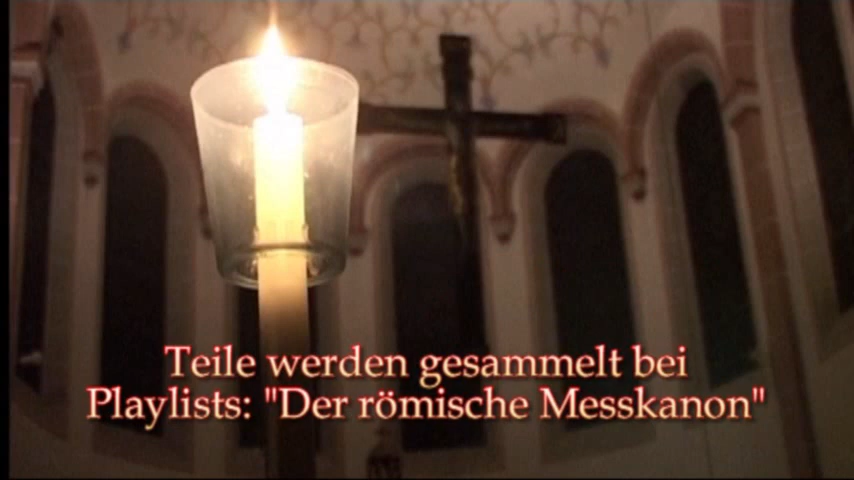 Teile werden gesammelt bei
Playlists: "Der römische Messkanon"